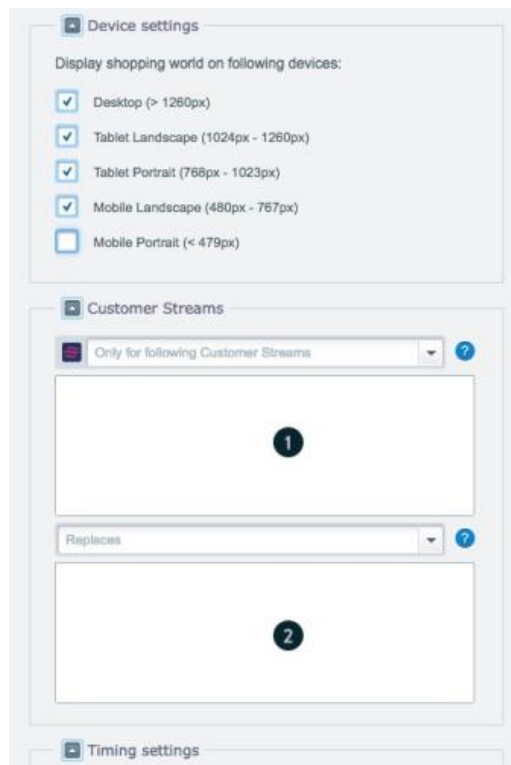 Device settings
Display shopping world on following devices:
Desktop (> 1260px)
Tablet Landscape (1024px - 1260px)
Tablet Portrait (768px - 1023px)
Mobile Landscape (480px - 767px)
Mobile Portrait (< 479px)
Customer Streams
Only for following Customer Streams
?
1
Replaces
?
2
Timing settings